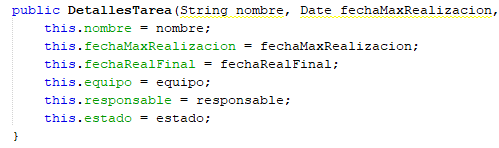 public DetallesTarea(String nombre, Date fechaMaxRealizacion,
this.nombre = nombre;
this.fechaMaxRealizacion = fechaMaxRealizacion;
this.fechaRealFinal = fechaRealFinal;
this.equipo = equipo;
this.responsable = responsable;
this.estado = estado;
}